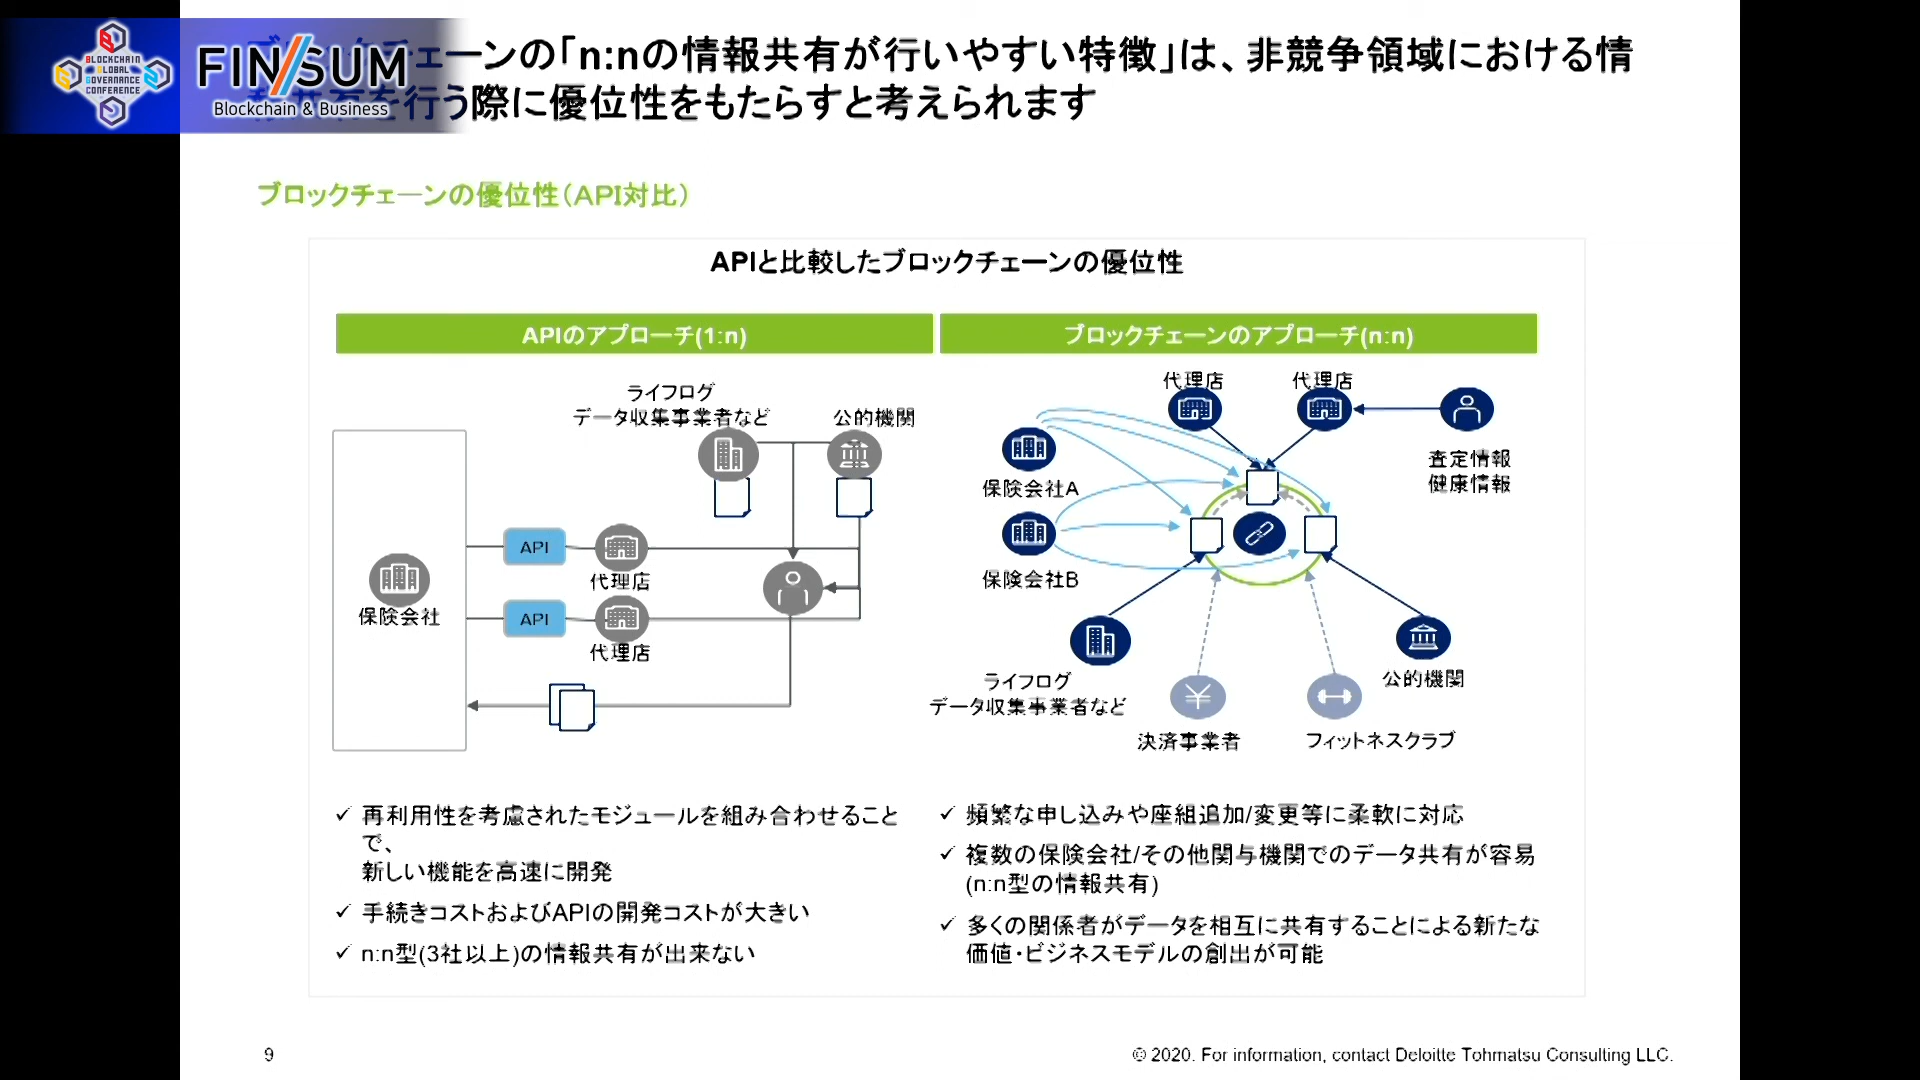 BLOCKCHAIN
GLOBAL
GOVERNANCE
CONFERENCE
FIN/SUM
Blockchain & Business
ェーンの「n:nの情報共有が行いやすい特徴」は、非競争領域における情
を行う際に優位性をもたらすと考えられます
ブロックチェーンの優位性(API対比)
APIと比較したブロックチェーンの優位性
APIのアプローチ(1:n)
ライフログ
データ収集事業者など
公的機関
API
代理店
保険会社
API
代理店
✓ 再利用性を考慮されたモジュールを組み合わせること
で、
新しい機能を高速に開発
✓ 手続きコストおよびAPIの開発コストが大きい
✓ n:n型(3社以上)の情報共有が出来ない
ブロックチェーンのアプローチ(n:n)
代理店
代理店
保険会社A
査定情報
健康情報
保険会社B
ライフログ
データ収集事業者など
公的機関
決済事業者
フィットネスクラブ
✓ 頻繁な申し込みや座組追加/変更等に柔軟に対応
✓ 複数の保険会社/その他関与機関でのデータ共有が容易
(n:n型の情報共有)
✓ 多くの関係者がデータを相互に共有することによる新たな
価値・ビジネスモデルの創出が可能
9
© 2020. For information, contact Deloitte Tohmatsu Consulting LLC.